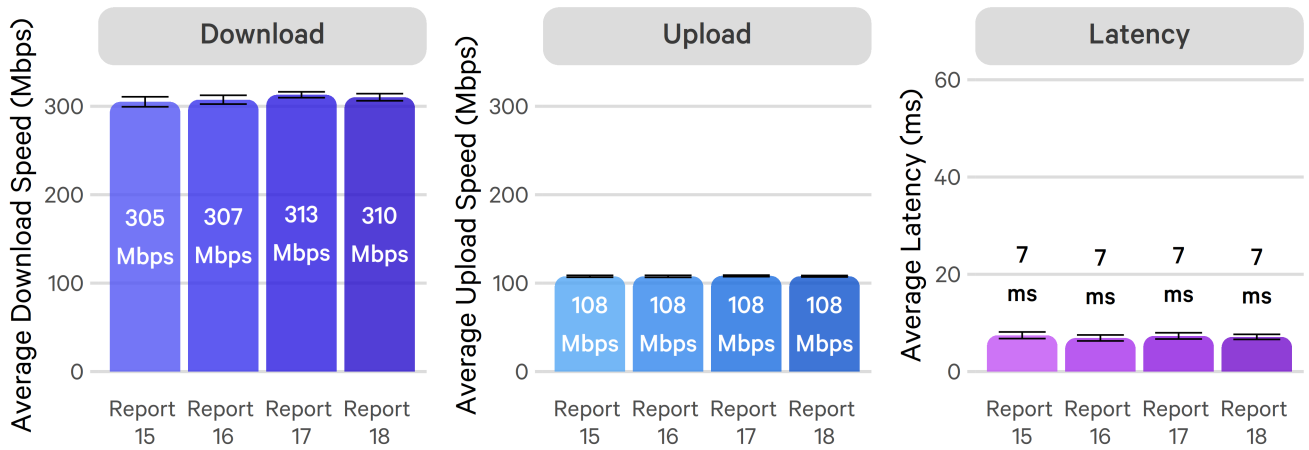 Download
Average Download Speed (Mbps)
300
200
100
0
305
Mbps
307
Mbps
313
Mbps
310
Mbps
Report
15
Report
16
Report
17
Report
18
Upload
Average Upload Speed (Mbps)
300
200
100
0
108
Mbps
108
Mbps
108
Mbps
108
Mbps
Report
15
Report
16
Report
17
Report
18
Latency
Average Latency (ms)
60
40
20
0
7
ms
7
ms
7
ms
7
ms
Report
15
Report
16
Report
17
Report
18